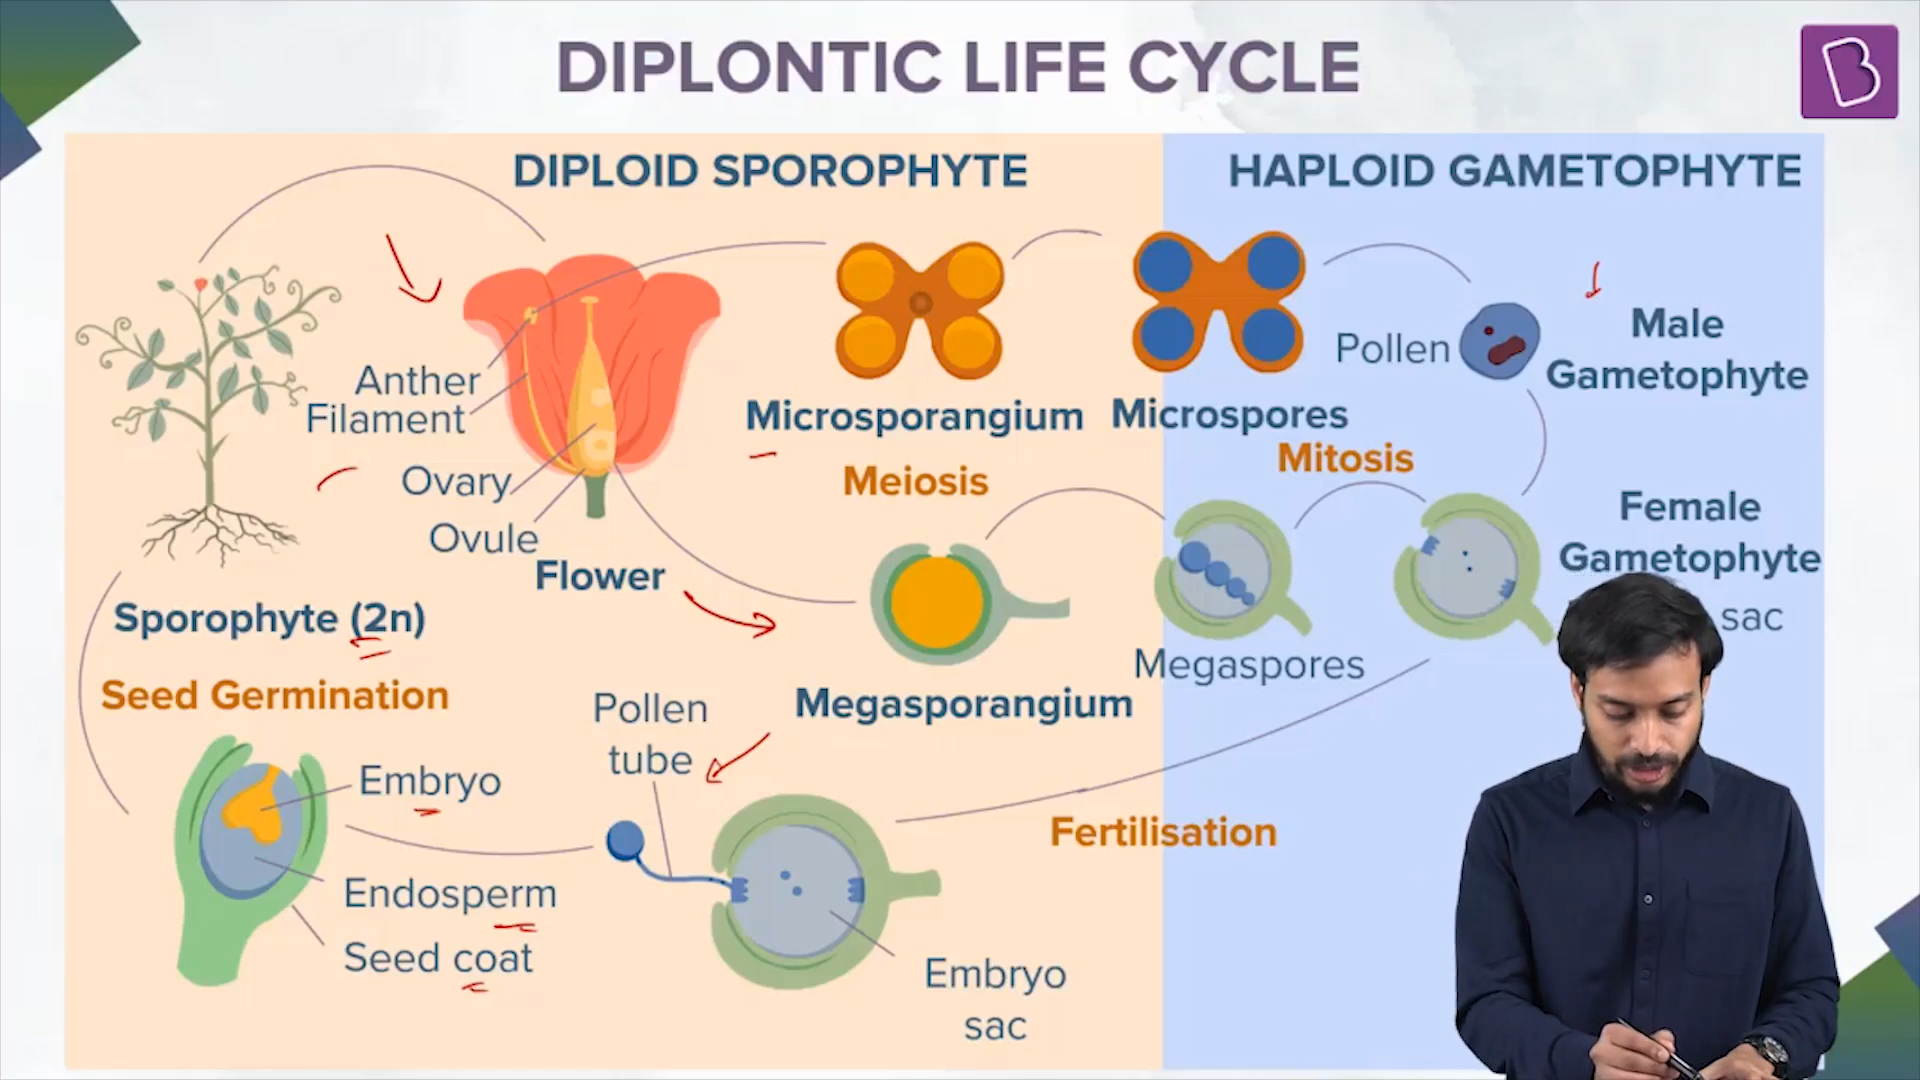 DIPLONTIC LIFE CYCLE
B
DIPLOID SPOROPHYTE
HAPLOID GAMETOPHYTE
Anther
Filament
Ovary
Ovule
Flower
Microsporangium
Meiosis
Microspores
Mitosis
Pollen
Male
Gametophyte
Female
Gametophyte
sac
Sporophyte (2n)
Seed Germination
Megasporangium
Megaspores
Pollen
tube
Embryo
Endosperm
Seed coat
Fertilisation
Embryo
sac